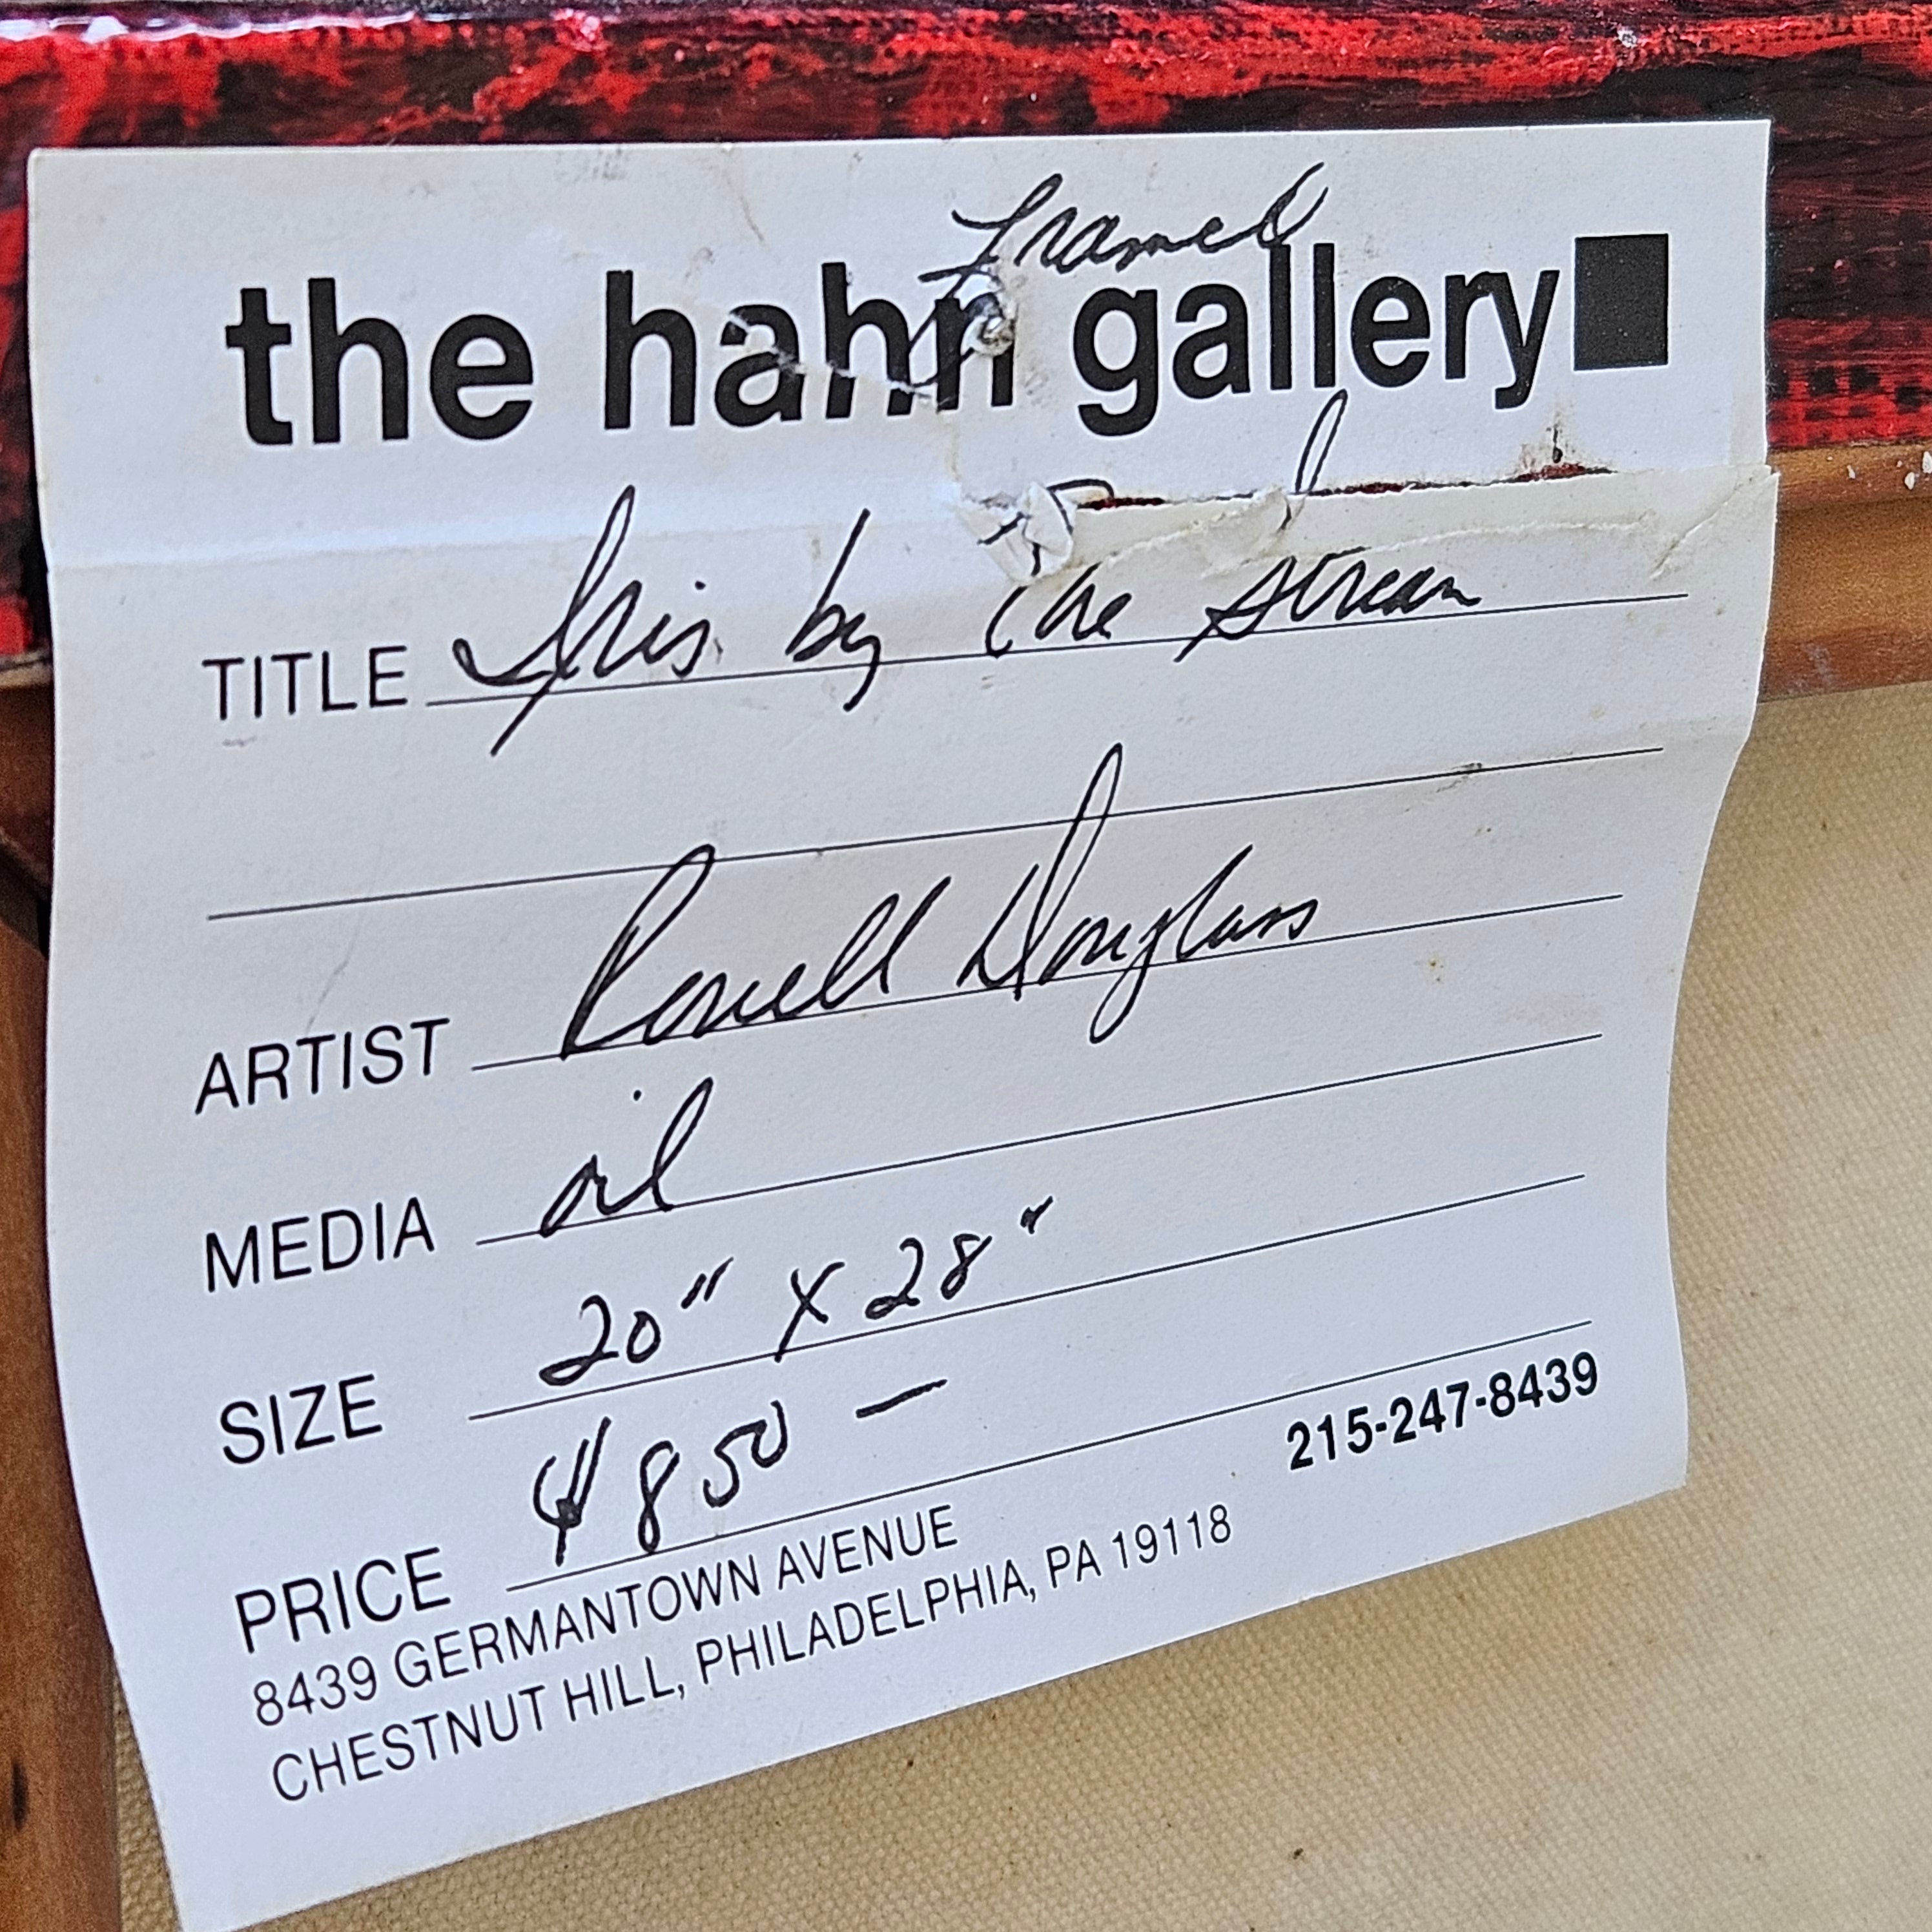 Framed
the hahn gallery
TITLE Iris by the stream
ARTIST Rowell Douglass
MEDIA oil
SIZE 20" x 28"
PRICE $850 —
215-247-8439
8439 GERMANTOWN AVENUE
CHESTNUT HILL, PHILADELPHIA, PA 19118